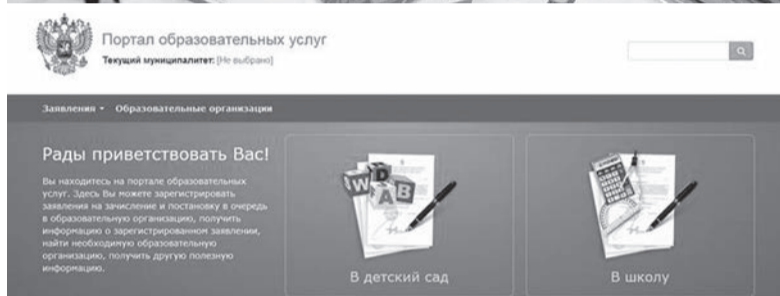 Портал образовательных услуг
Текущий муниципалитет: [Не выбрано]
Заявления Образовательные организации
Рады приветствовать Вас!
Вы находитесь на портале образовательных
услуг. Здесь Вы можете зарегистрировать
заявления на зачисление и постановку в очередь
в образовательную организацию, получить
информацию о зарегистрированном заявлении,
найти необходимую образовательную
организацию, получить другую полезную
информацию.
W D A B
В детский сад
В школу